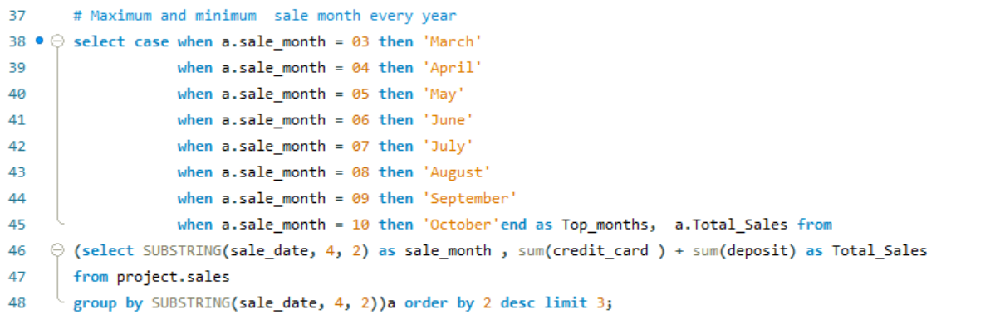 37 # Maximum and minimum  sale month every year
38 select case when a.sale_month = 03 then 'March'
39 when a.sale_month = 04 then 'April'
40 when a.sale_month = 05 then 'May'
41 when a.sale_month = 06 then 'June'
42 when a.sale_month = 07 then 'July'
43 when a.sale_month = 08 then 'August'
44 when a.sale_month = 09 then 'September'
45 when a.sale_month = 10 then 'October'end as Top_months,  a.Total_Sales from
46 (select SUBSTRING(sale_date, 4, 2) as sale_month , sum(credit_card ) + sum(deposit) as Total_Sales
47 from project.sales
48 group by SUBSTRING(sale_date, 4, 2))a order by 2 desc limit 3;